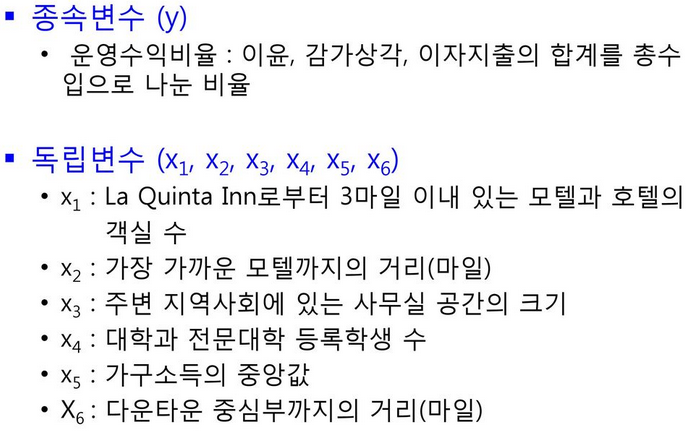 ▪ 종속변수 (y)
• 운영수익비율 : 이윤, 감가상각, 이자지출의 합계를 총수
입으로 나눈 비율
▪ 독립변수 (x₁, x₂, x₃, x₄, x₅, x₆)
• x₁ : La Quinta Inn로부터 3마일 이내 있는 모텔과 호텔의
객실 수
• x₂ : 가장 가까운 모텔까지의 거리(마일)
• x₃ : 주변 지역사회에 있는 사무실 공간의 크기
• x₄ : 대학과 전문대학 등록학생 수
• x₅ : 가구소득의 중앙값
• X₆ : 다운타운 중심부까지의 거리(마일)